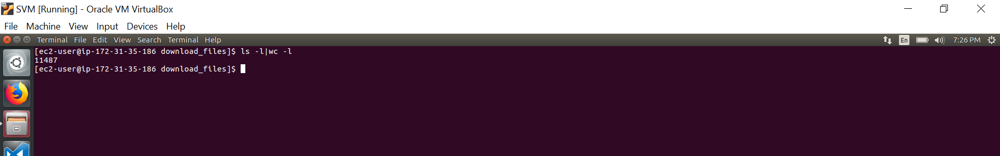 SVM [Running] - Oracle VM VirtualBox
File Machine View Input Devices Help
Terminal File Edit View Search Terminal Help En 7:26 PM
[ec2-user@ip-172-31-35-186 download_files]$ ls -l|wc -l
11487
[ec2-user@ip-172-31-35-186 download_files]$